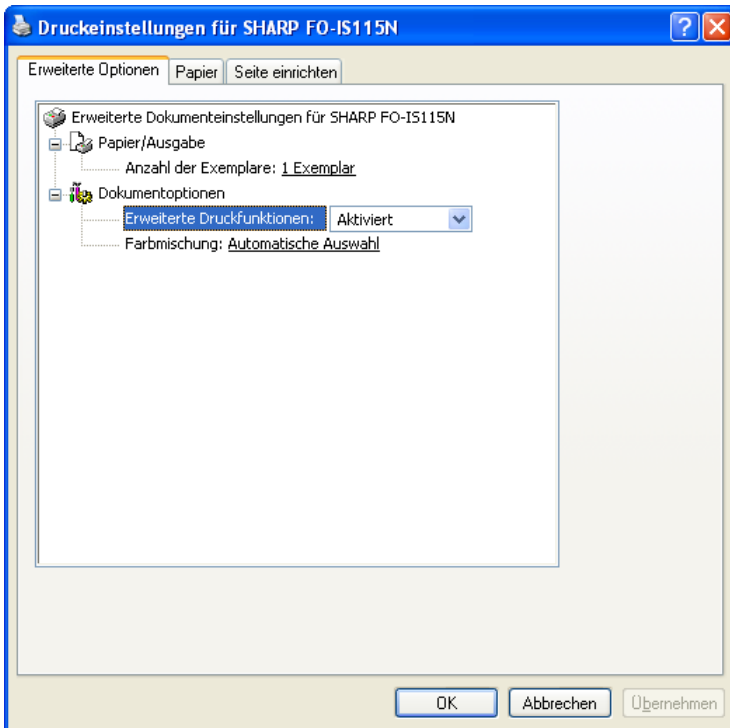 Druckeinstellungen für SHARP FO-IS115N
Erweiterte Optionen Papier Seite einrichten
Erweiterte Dokumenteinstellungen für SHARP FO-IS115N
Papier/Ausgabe
Anzahl der Exemplare: 1 Exemplar
Dokumentoptionen
Erweiterte Druckfunktionen: Aktiviert
Farbmischung: Automatische Auswahl
OK Abbrechen Übernehmen